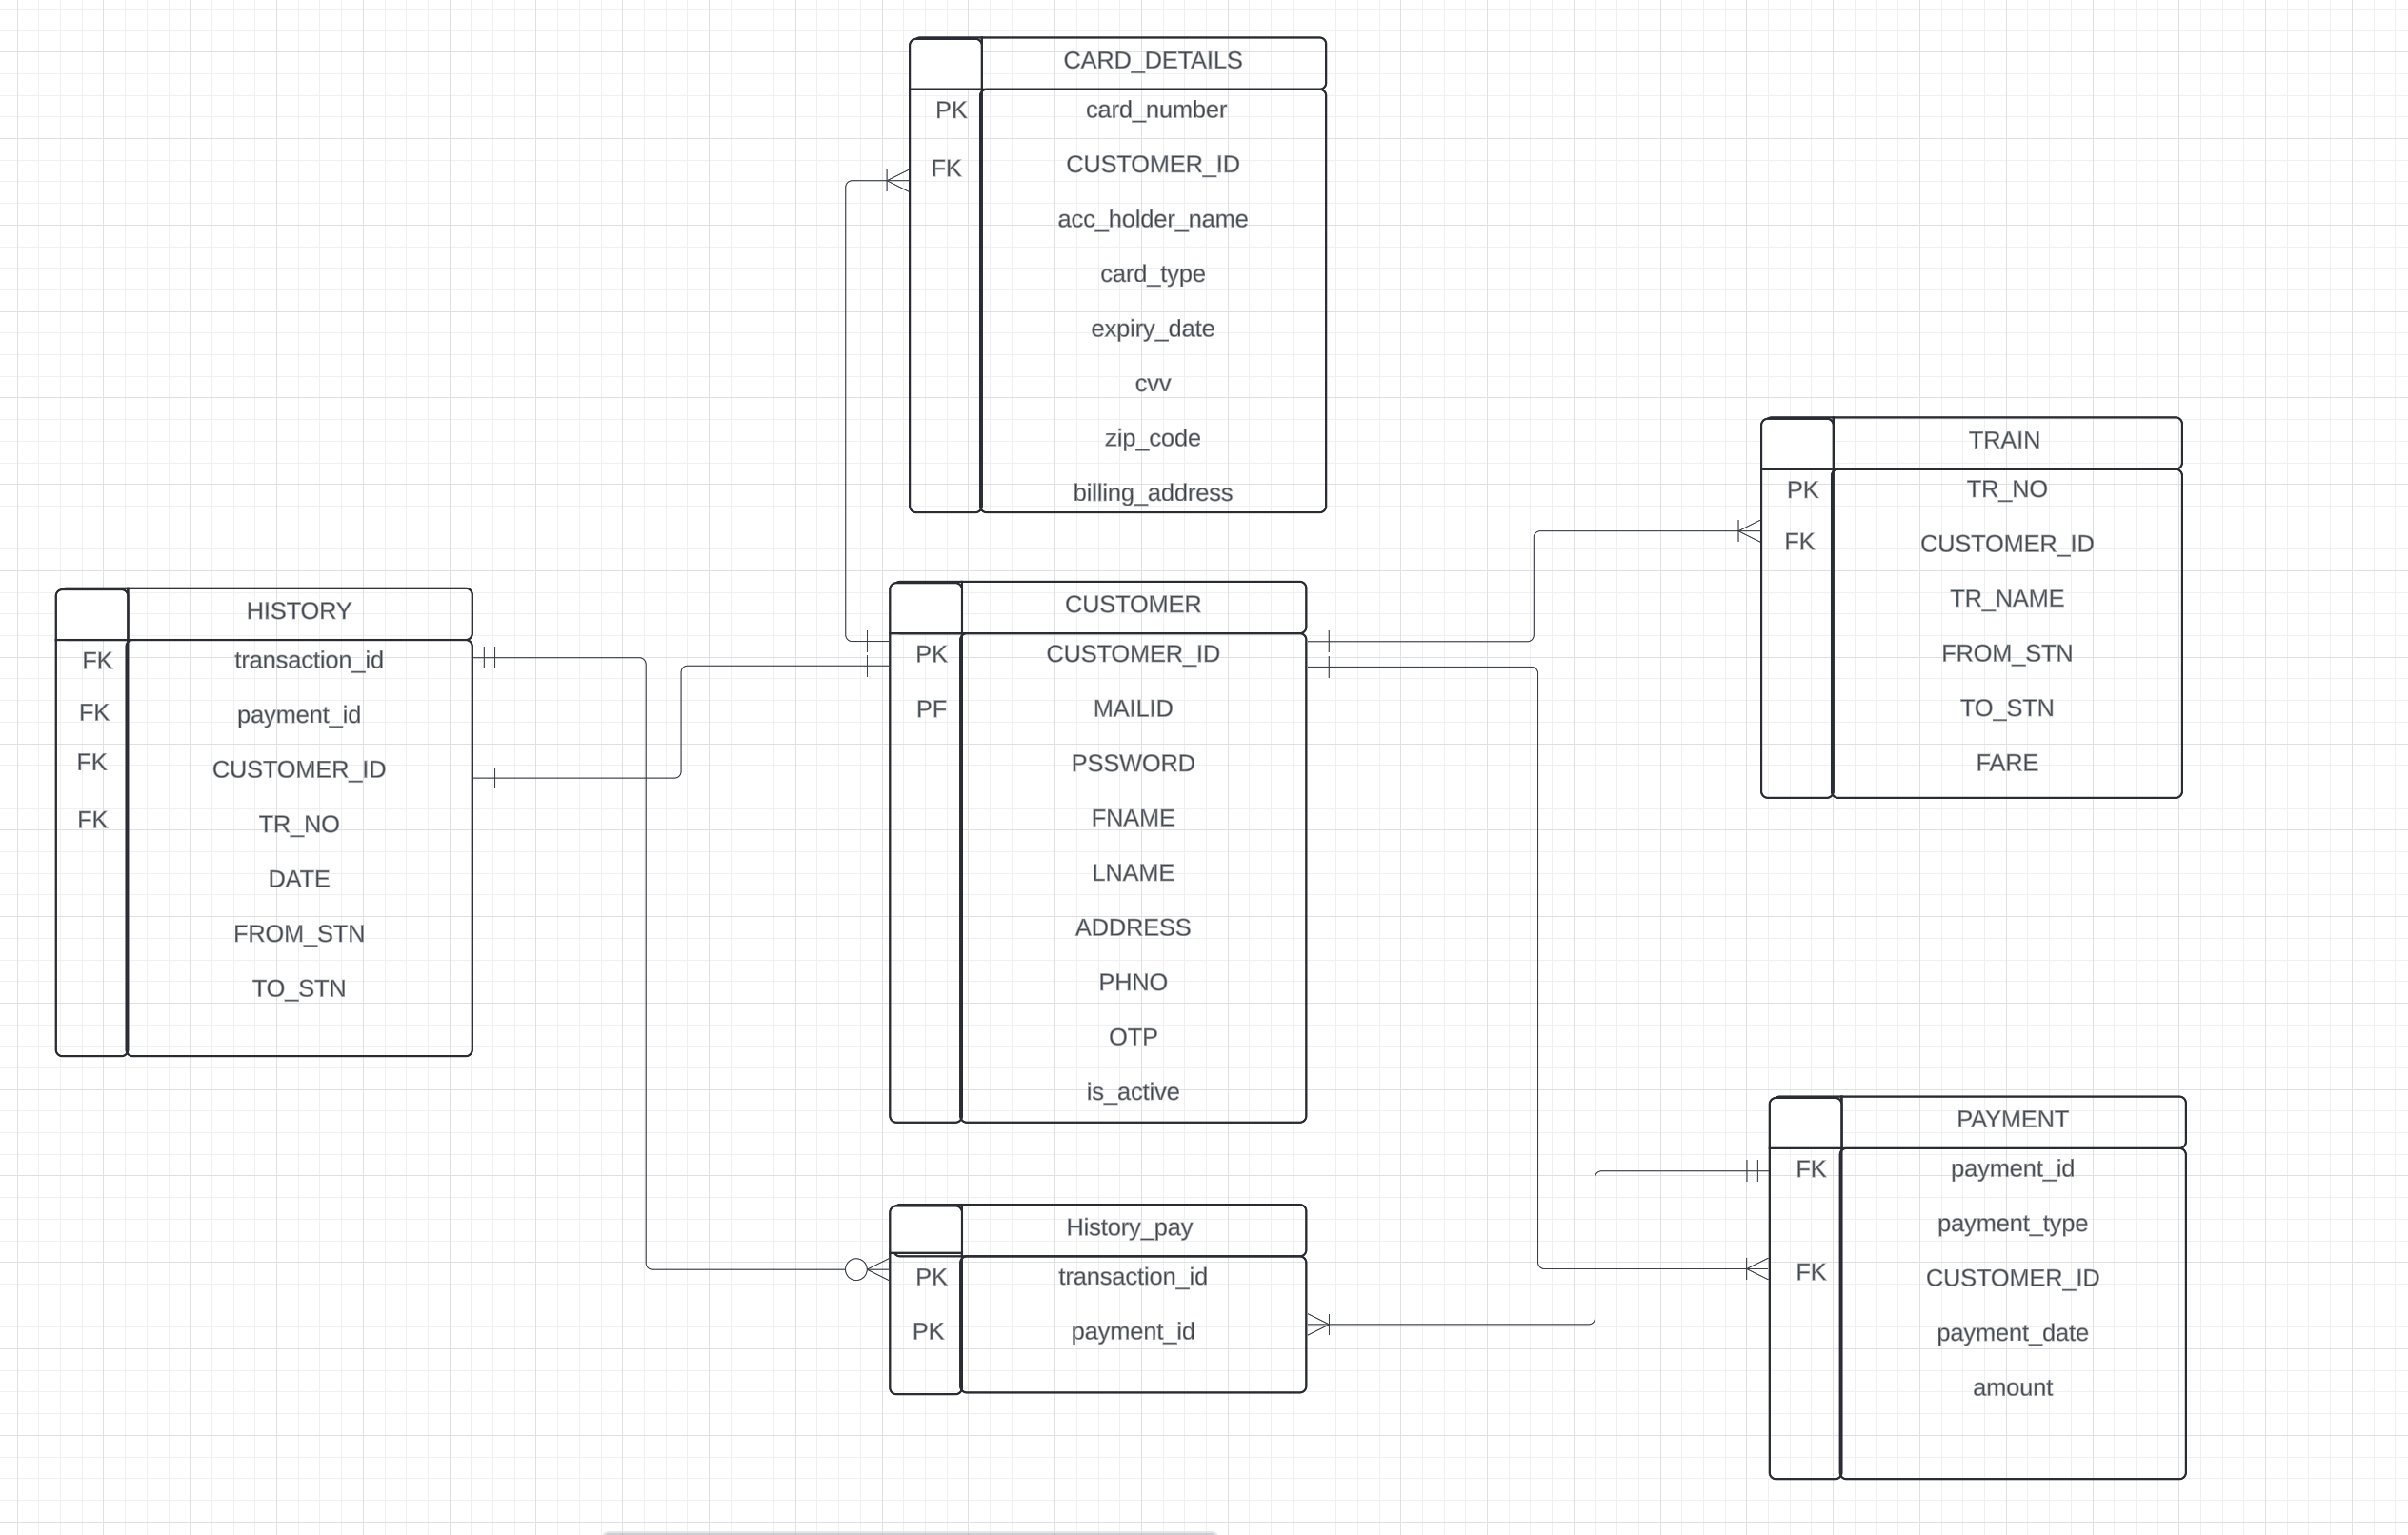 CARD_DETAILS
PK card_number
FK CUSTOMER_ID
acc_holder_name
card_type
expiry_date
cvv
zip_code
billing_address
TRAIN
PK TR_NO
FK CUSTOMER_ID
TR_NAME
FROM_STN
TO_STN
FARE
HISTORY
FK transaction_id
FK payment_id
FK CUSTOMER_ID
FK TR_NO
DATE
FROM_STN
TO_STN
CUSTOMER
PK CUSTOMER_ID
PF MAILID
PSSWORD
FNAME
LNAME
ADDRESS
PHNO
OTP
is_active
PAYMENT
FK payment_id
payment_type
FK CUSTOMER_ID
payment_date
amount
History_pay
PK transaction_id
PK payment_id